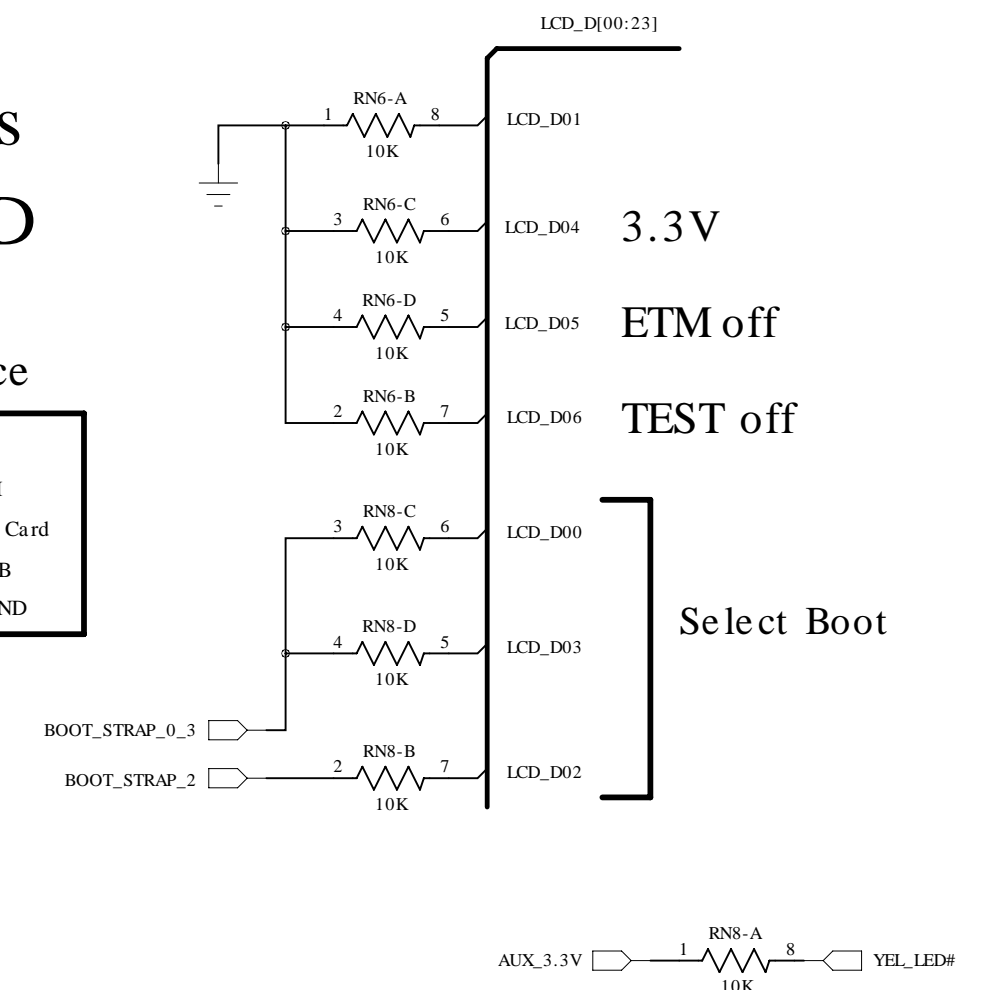 LCD_D[00:23]
RN6-A
1
8
LCD_D01
10K
RN6-C
3
6
LCD_D04
3.3V
10K
RN6-D
4
5
LCD_D05
ETM off
10K
RN6-B
2
7
LCD_D06
TEST off
10K
Card
RN8-C
3
6
LCD_D00
10K
Select Boot
RN8-D
4
5
LCD_D03
10K
BOOT_STRAP_0_3
RN8-B
BOOT_STRAP_2
2
7
LCD_D02
10K
RN8-A
AUX_3.3V
1
8
YEL_LED#
10K